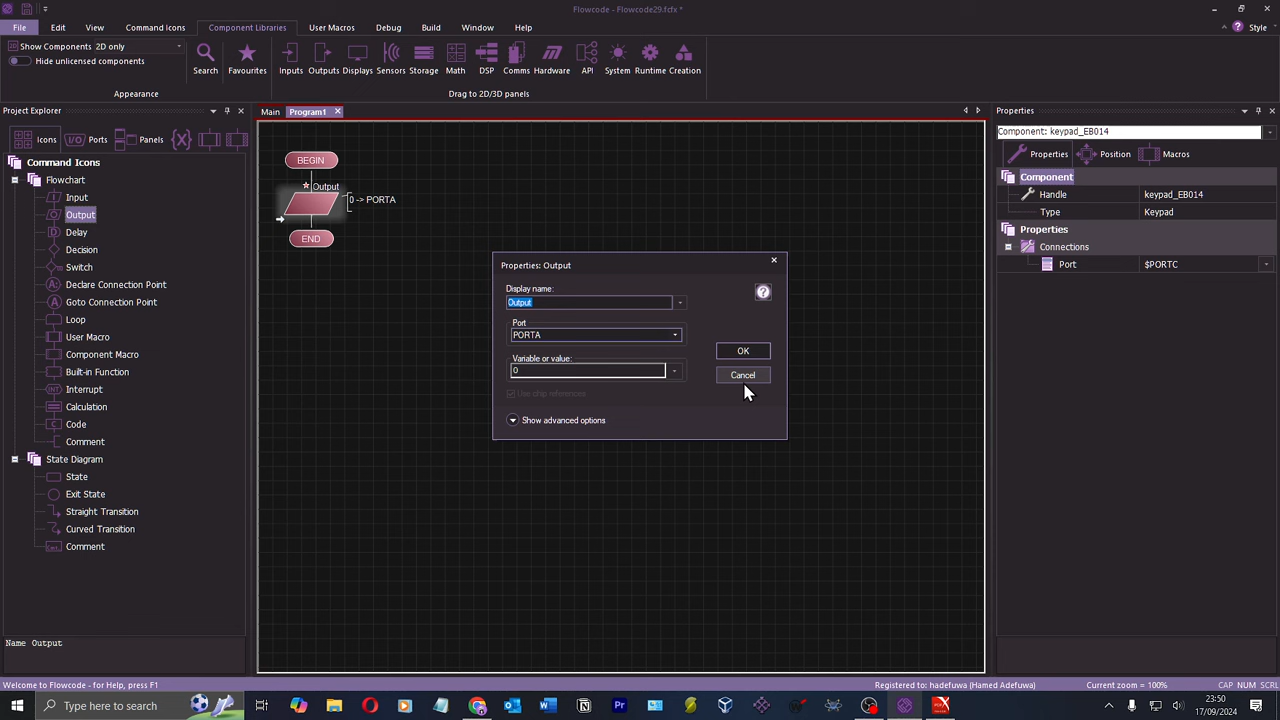 Flowcode - Flowcode29.fcfx *
File Edit View Command Icons Component Libraries User Macros Debug Build Window Help Style
Show Components 2D only
Hide unlicensed components
Search Favourites Inputs Outputs Displays Sensors Storage Math DSP Comms Hardware API System Runtime Creation
Appearance Drag to 2D/3D panels
Project Explorer
Icons Ports Panels
Command Icons
Flowchart
Input
Output
Delay
Decision
Switch
Declare Connection Point
Goto Connection Point
Loop
User Macro
Component Macro
Built-in Function
Interrupt
Calculation
Code
Comment
State Diagram
State
Exit State
Straight Transition
Curved Transition
Comment
Name Output
Main Program1
BEGIN
Output
0 -> PORTA
END
Properties: Output
Display name:
Output
Port
PORTA
Variable or value:
0
Use chip references
Show advanced options
OK
Cancel
Properties
Component: keypad_EB014
Properties Position Macros
Component
Handle keypad_EB014
Type Keypad
Properties
Connections
Port $PORTC
Welcome to Flowcode - for Help, press F1
Registered to: hadefuwa (Hamed Adefuwa)
Current zoom = 100%
CAP NUM SCRL
Type here to search
23:50
17/09/2024